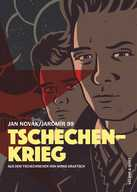 JAN NOVÁK/JAROMÍR 99
AUS DEM TSCHECHISCHEN VON MIRKO KRAETSCH
TSCHECHEN-
KRIEG